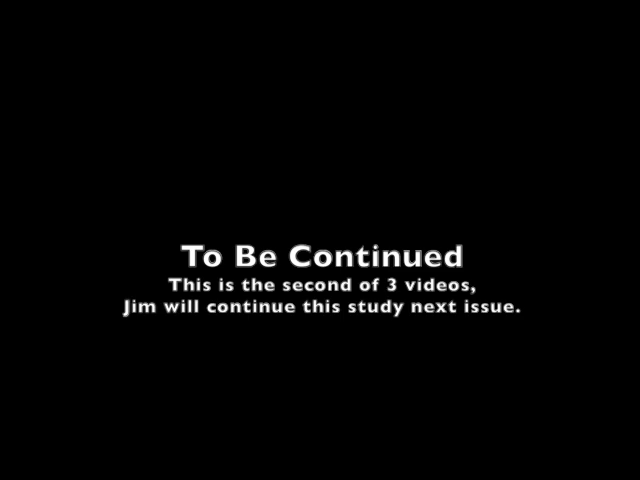 To Be Continued
This is the second of 3 videos,
Jim will continue this study next issue.